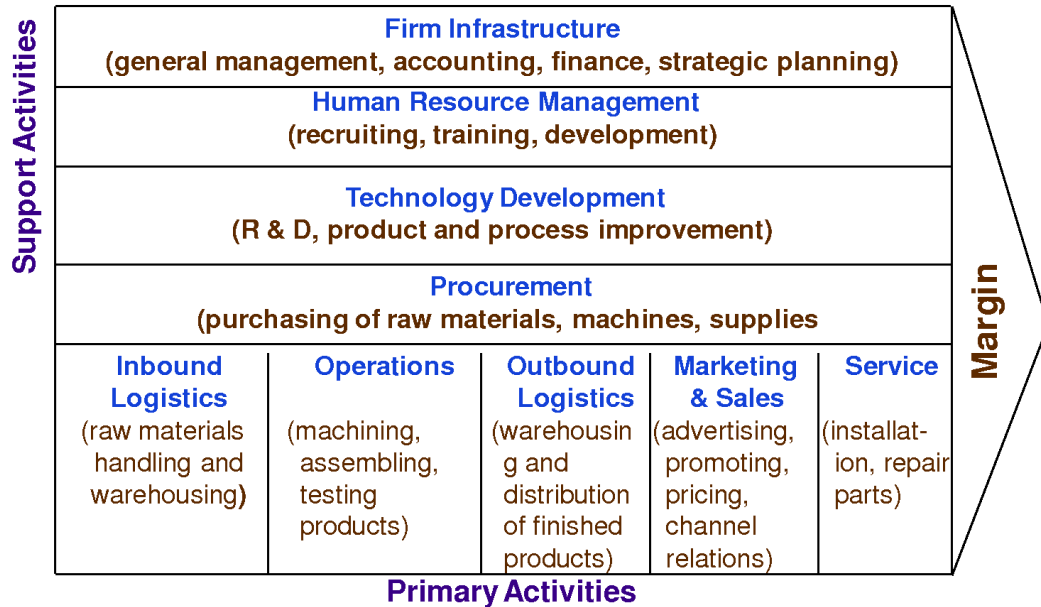 Support Activities
Firm Infrastructure
(general management, accounting, finance, strategic planning)
Human Resource Management
(recruiting, training, development)
Technology Development
(R & D, product and process improvement)
Procurement
(purchasing of raw materials, machines, supplies
Margin
Inbound
Logistics
(raw materials
handling and
warehousing)
Operations
(machining,
assembling,
testing
products)
Outbound
Logistics
(warehousin
g and
distribution
of finished
products)
Marketing
& Sales
(advertising,
promoting,
pricing,
channel
relations)
Service
(installat-
ion, repair
parts)
Primary Activities